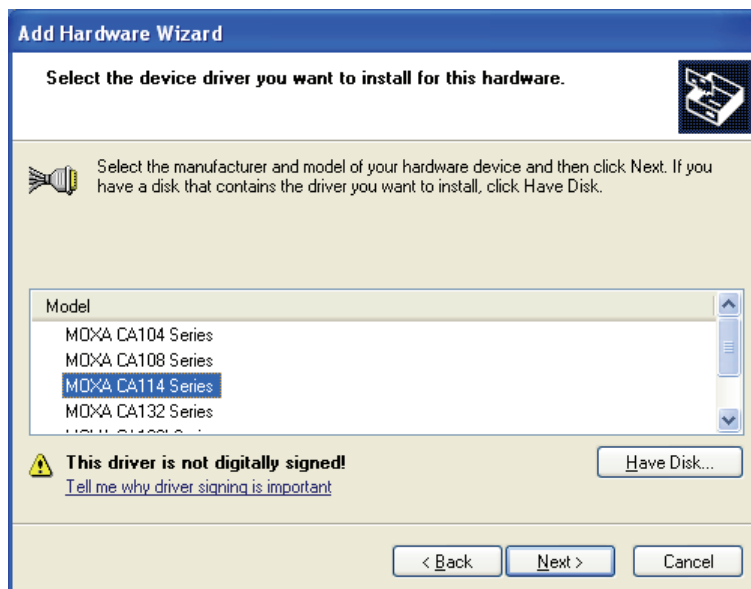 Add Hardware Wizard
Select the device driver you want to install for this hardware.
Select the manufacturer and model of your hardware device and then click Next. If you
have a disk that contains the driver you want to install, click Have Disk.
Model
MOXA CA104 Series
MOXA CA108 Series
MOXA CA114 Series
MOXA CA132 Series
This driver is not digitally signed!
Have Disk...
Tell me why driver signing is important
< Back
Next >
Cancel